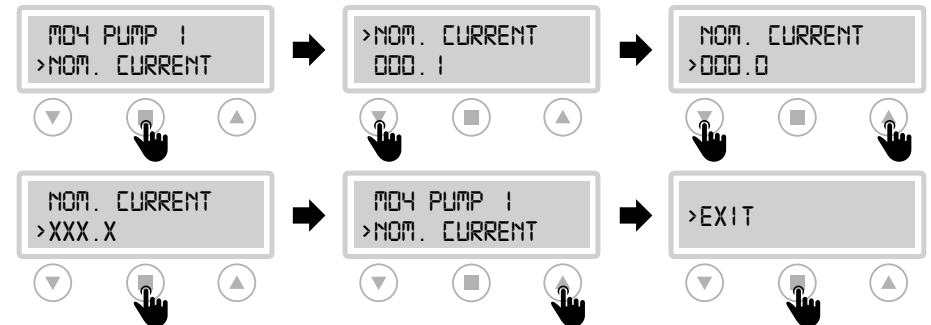 M04 PUMP 1
>NOM. CURRENT
>NOM. CURRENT
000.1
NOM. CURRENT
>000.0
NOM. CURRENT
>XXX.X
M04 PUMP 1
>NOM. CURRENT
>EXIT